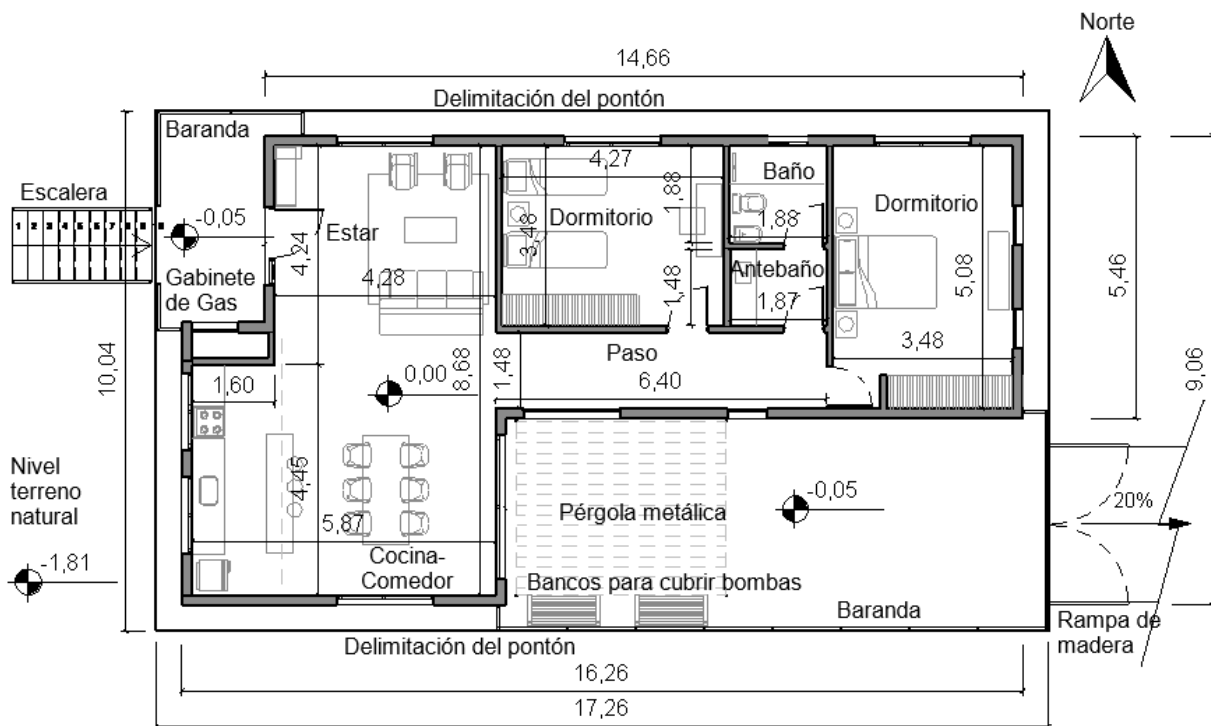 Norte
14,66
Delimitación del pontón
Baranda
Escalera
1 2 3 4 5 6 7 8 9
-0,05
Gabinete
de Gas
Estar
4,24
4,28
4,27
Dormitorio
3,48
1,88
1,48
Baño
1,88
Antebaño
1,87
Dormitorio
5,08
3,48
5,46
9,06
10,04
1,60
0,00
8,68
1,48
Paso
6,40
Nivel
terreno
natural
-1,81
4,45
5,87
Cocina-
Comedor
Pérgola metálica
-0,05
20%
Bancos para cubrir bombas
Baranda
Rampa de
madera
Delimitación del pontón
16,26
17,26